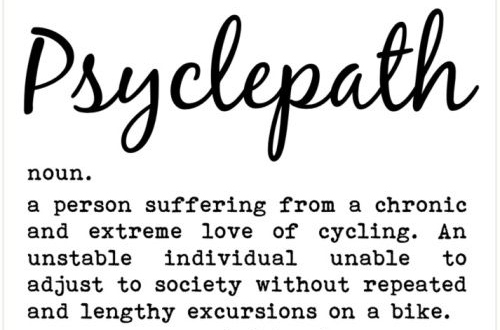 Psyclepath
noun.
a person suffering from a chronic
and extreme love of cycling. An
unstable individual unable to
adjust to society without repeated
and lengthy excursions on a bike.